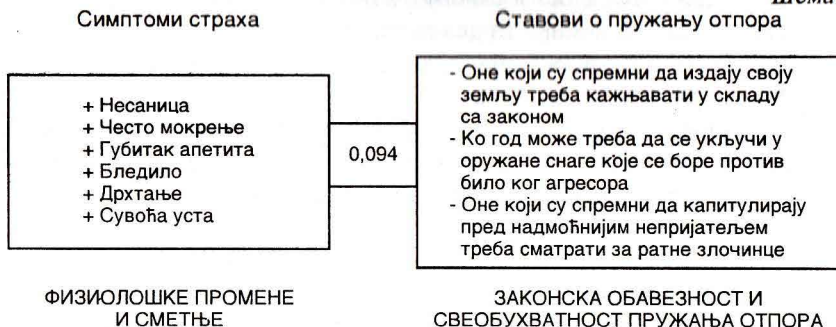 Шема
Симптоми страха
Ставови о пружању отпора
+ Несаница
+ Често мокрење
+ Губитак апетита
+ Бледило
+ Дрхтање
+ Сувоћа уста
0,094
- Оне који су спремни да издају своју
земљу треба кажњавати у складу
са законом
- Ко год може треба да се укључи у
оружане снаге које се боре против
било ког агресора
- Оне који су спремни да капитулирају
пред надмоћнијим непријатељем
треба сматрати за ратне злочинце
ФИЗИОЛОШКЕ ПРОМЕНЕ
И СМЕТЊЕ
ЗАКОНСКА ОБАВЕЗНОСТ И
СВЕОБУХВАТНОСТ ПРУЖАЊА ОТПОРА